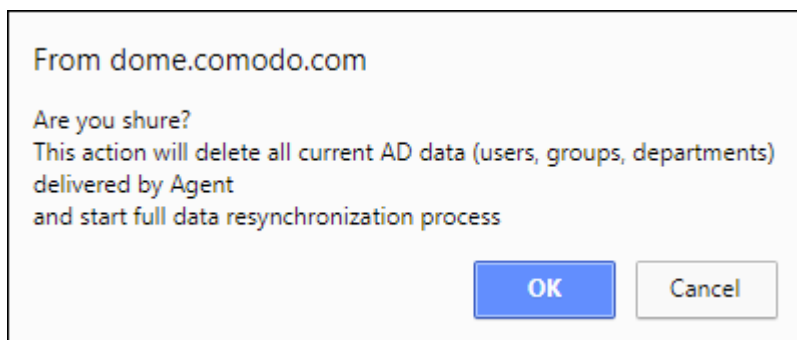 From dome.comodo.com
Are you shure?
This action will delete all current AD data (users, groups, departments)
delivered by Agent
and start full data resynchronization process
OK
Cancel